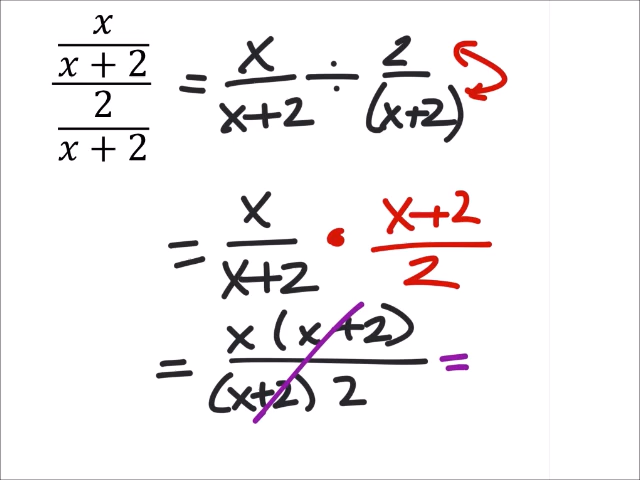 x/(x + 2) / 2/(x + 2) = x/(x+2) ÷ 2/(x+2)
= x/(x+2) • (x+2)/2
= x(x+2)/(x+2)2 =